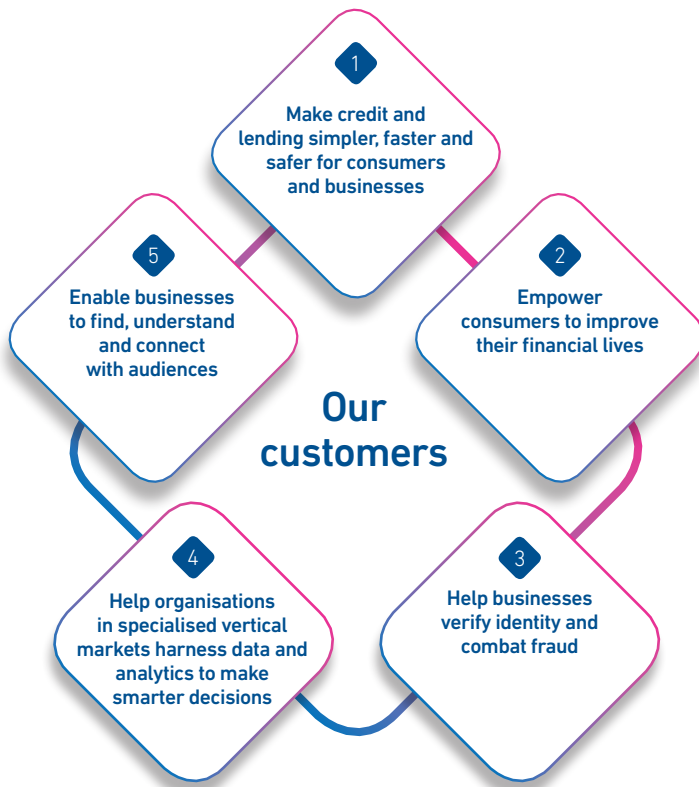 1
Make credit and
lending simpler, faster and
safer for consumers
and businesses
2
Empower
consumers to improve
their financial lives
3
Help businesses
verify identity and
combat fraud
4
Help organisations
in specialised vertical
markets harness data and
analytics to make
smarter decisions
5
Enable businesses
to find, understand
and connect
with audiences
Our
customers